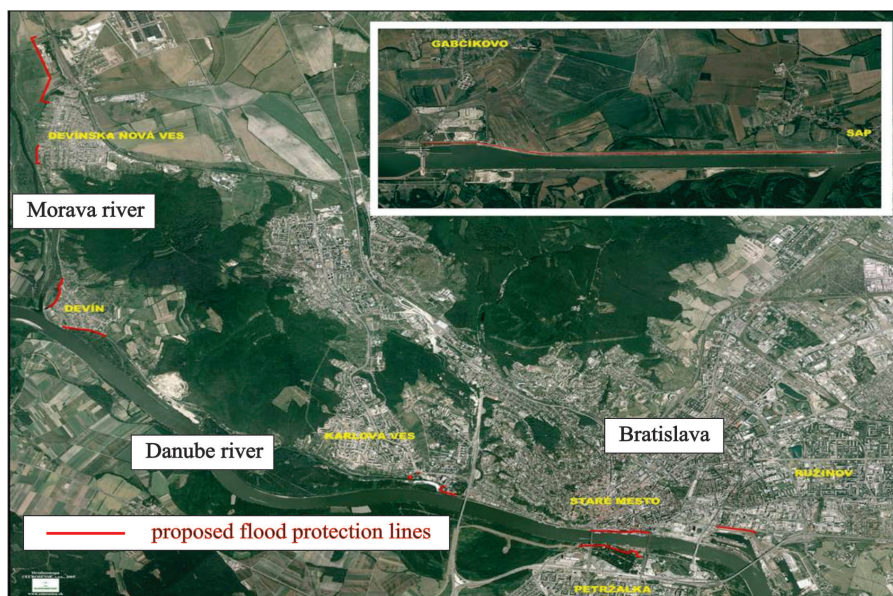 GABČÍKOVO
SAP
DEVÍNSKA NOVÁ VES
Morava river
DEVÍN
KARLOVA VES
Bratislava
Danube river
RUŽINOV
STARÉ MESTO
proposed flood protection lines
PETRŽALKA